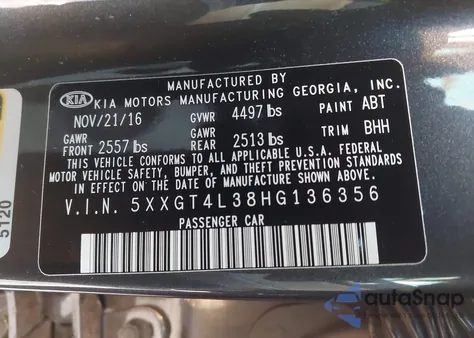 MANUFACTURED BY
KIA KIA MOTORS MANUFACTURING GEORGIA, INC.
NOV/21/16 GVWR 4497 lbs PAINT ABT
GAWR FRONT 2557 lbs GAWR REAR 2513 lbs TRIM BHH
THIS VEHICLE CONFORMS TO ALL APPLICABLE U.S.A. FEDERAL
MOTOR VEHICLE SAFETY, BUMPER, AND THEFT PREVENTION STANDARDS
IN EFFECT ON THE DATE OF MANUFACTURE SHOWN ABOVE.
V.I.N. 5XXGT4L38HG136356
PASSENGER CAR
5120
autoSnap